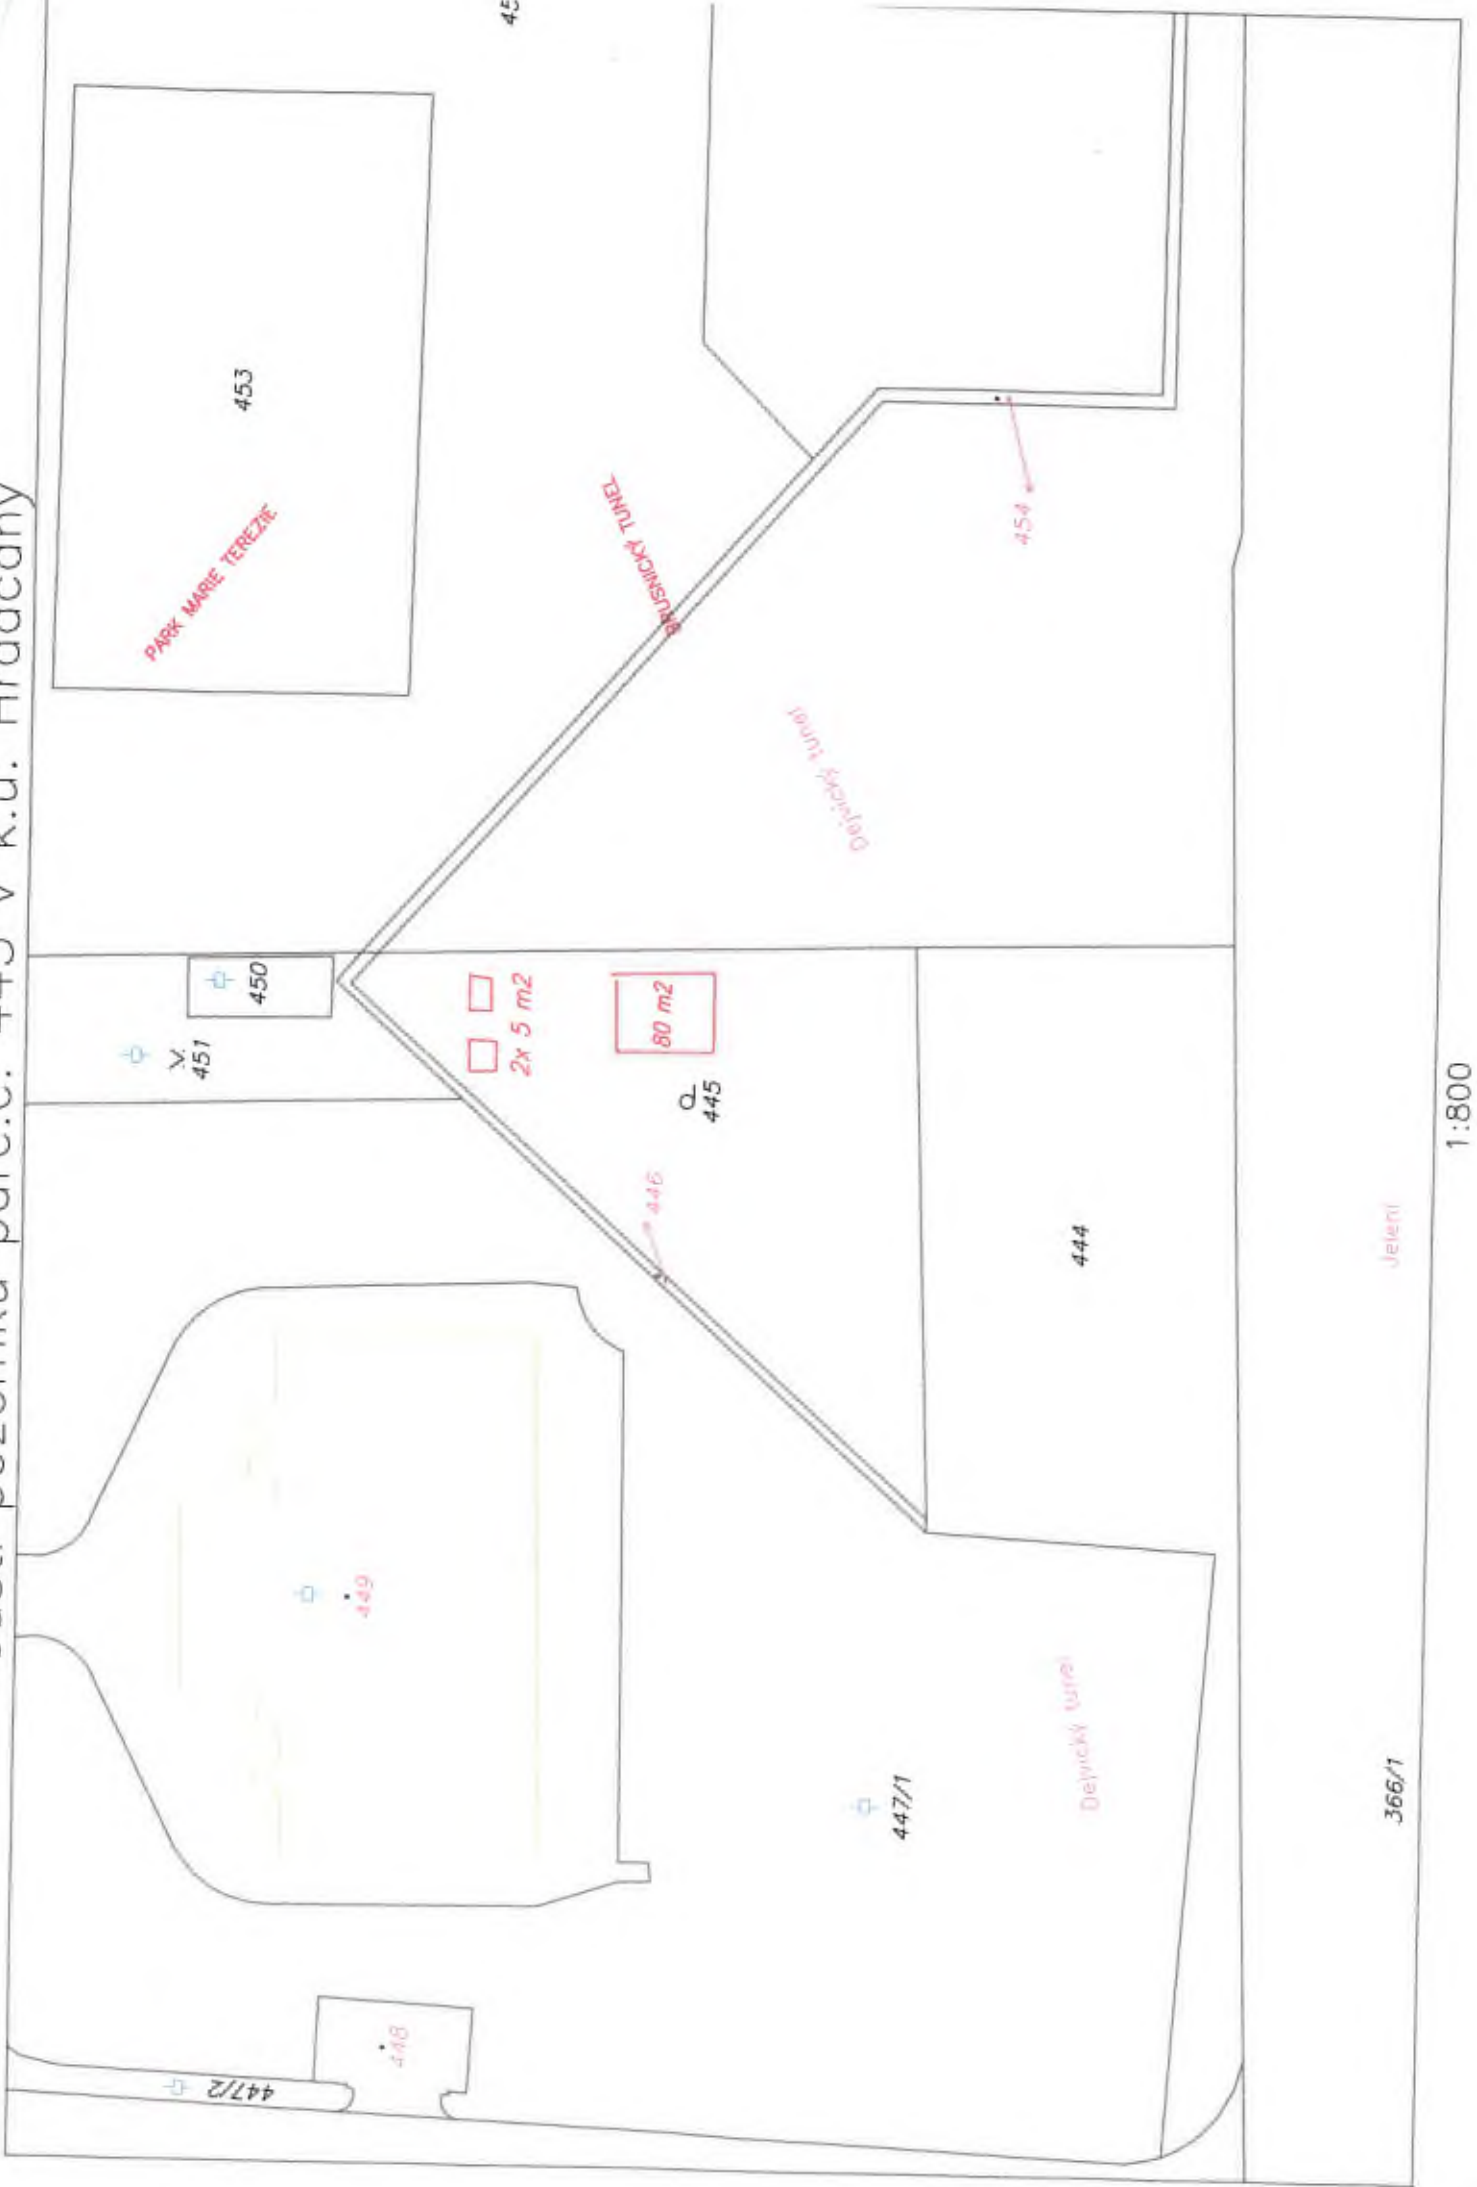 pozemku parc.č. 445 v k.ú. Hradčany
453
PARK MARIE TEREZIE
BRUSNICKÝ TUNEL
454
Dejvický tunel
450
451
2x 5 m2
80 m2
445
446
444
Jelení
1:800
449
447/1
Dejvický tunel
366/1
448
447/2